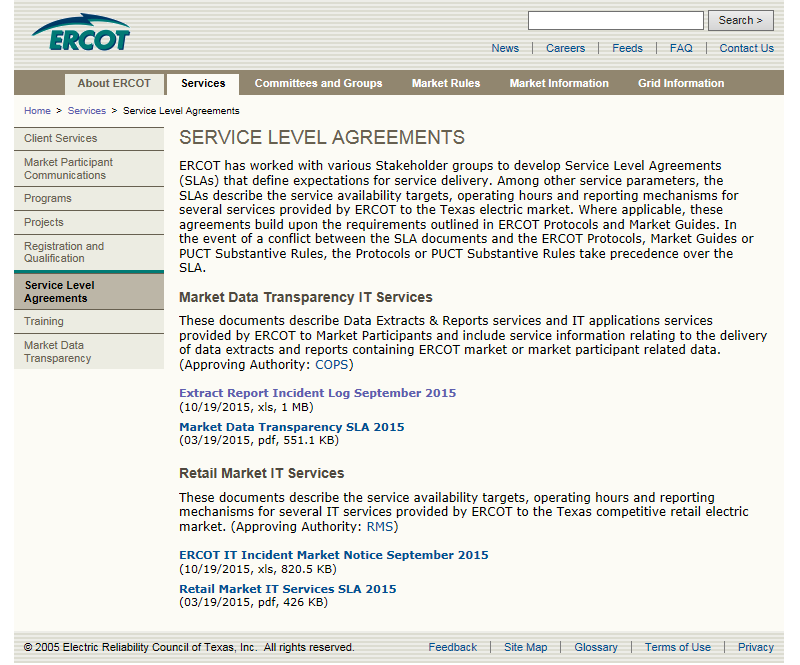 ERCOT
Search >
News | Careers | Feeds | FAQ | Contact Us
About ERCOT Services Committees and Groups Market Rules Market Information Grid Information
Home > Services > Service Level Agreements
Client Services
Market Participant
Communications
Programs
Projects
Registration and
Qualification
Service Level
Agreements
Training
Market Data
Transparency
SERVICE LEVEL AGREEMENTS
ERCOT has worked with various Stakeholder groups to develop Service Level Agreements
(SLAs) that define expectations for service delivery. Among other service parameters, the
SLAs describe the service availability targets, operating hours and reporting mechanisms for
several services provided by ERCOT to the Texas electric market. Where applicable, these
agreements build upon the requirements outlined in ERCOT Protocols and Market Guides. In
the event of a conflict between the SLA documents and the ERCOT Protocols, Market Guides or
PUCT Substantive Rules, the Protocols or PUCT Substantive Rules take precedence over the
SLA.
Market Data Transparency IT Services
These documents describe Data Extracts & Reports services and IT applications services
provided by ERCOT to Market Participants and include service information relating to the delivery
of data extracts and reports containing ERCOT market or market participant related data.
(Approving Authority: COPS)
Extract Report Incident Log September 2015
(10/19/2015, xls, 1 MB)
Market Data Transparency SLA 2015
(03/19/2015, pdf, 551.1 KB)
Retail Market IT Services
These documents describe the service availability targets, operating hours and reporting
mechanisms for several IT services provided by ERCOT to the Texas competitive retail electric
market. (Approving Authority: RMS)
ERCOT IT Incident Market Notice September 2015
(10/19/2015, xls, 820.5 KB)
Retail Market IT Services SLA 2015
(03/19/2015, pdf, 426 KB)
© 2005 Electric Reliability Council of Texas, Inc. All rights reserved. Feedback | Site Map | Glossary | Terms of Use | Privacy